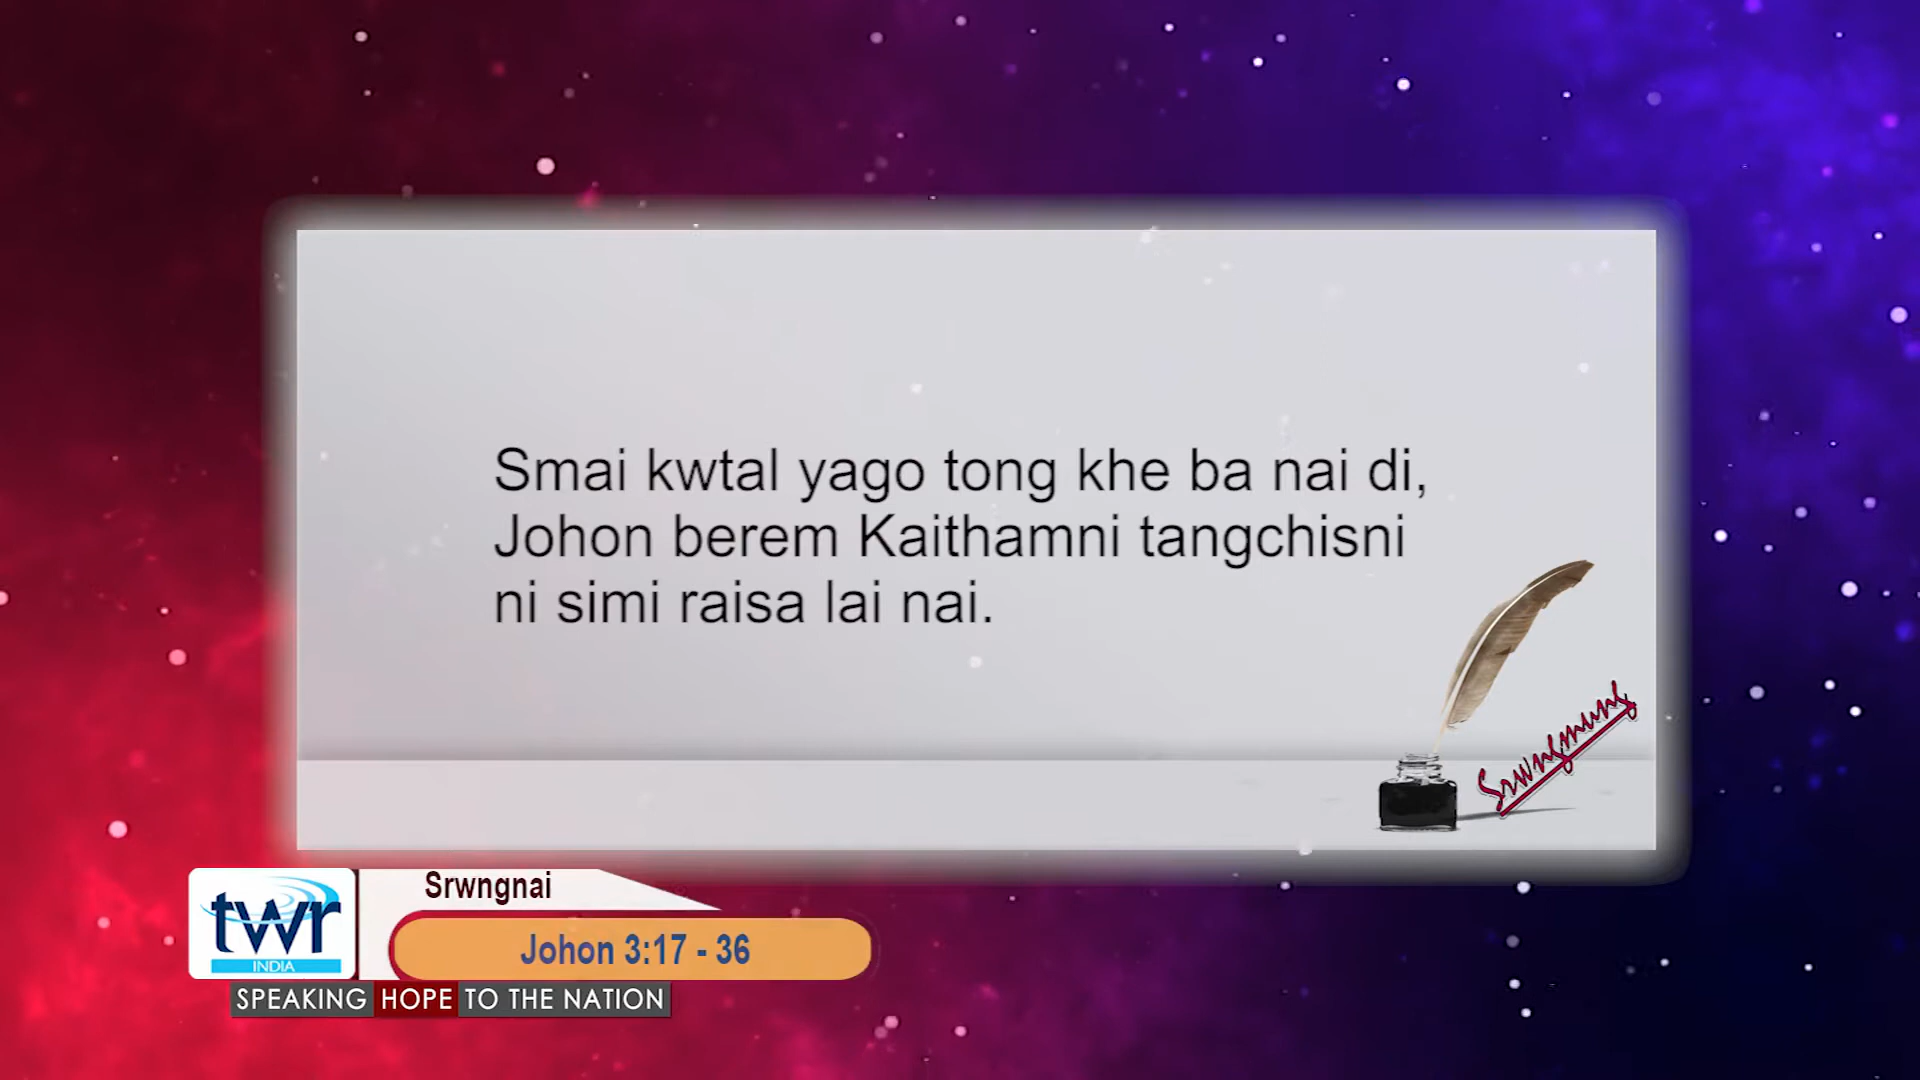 Smai kwtal yago tong khe ba nai di,
Johon berem Kaithamni tangchisni
ni simi raisa lai nai.
Srwngmung
twr
INDIA
Srwngnai
Johon 3:17 - 36
SPEAKING HOPE TO THE NATION